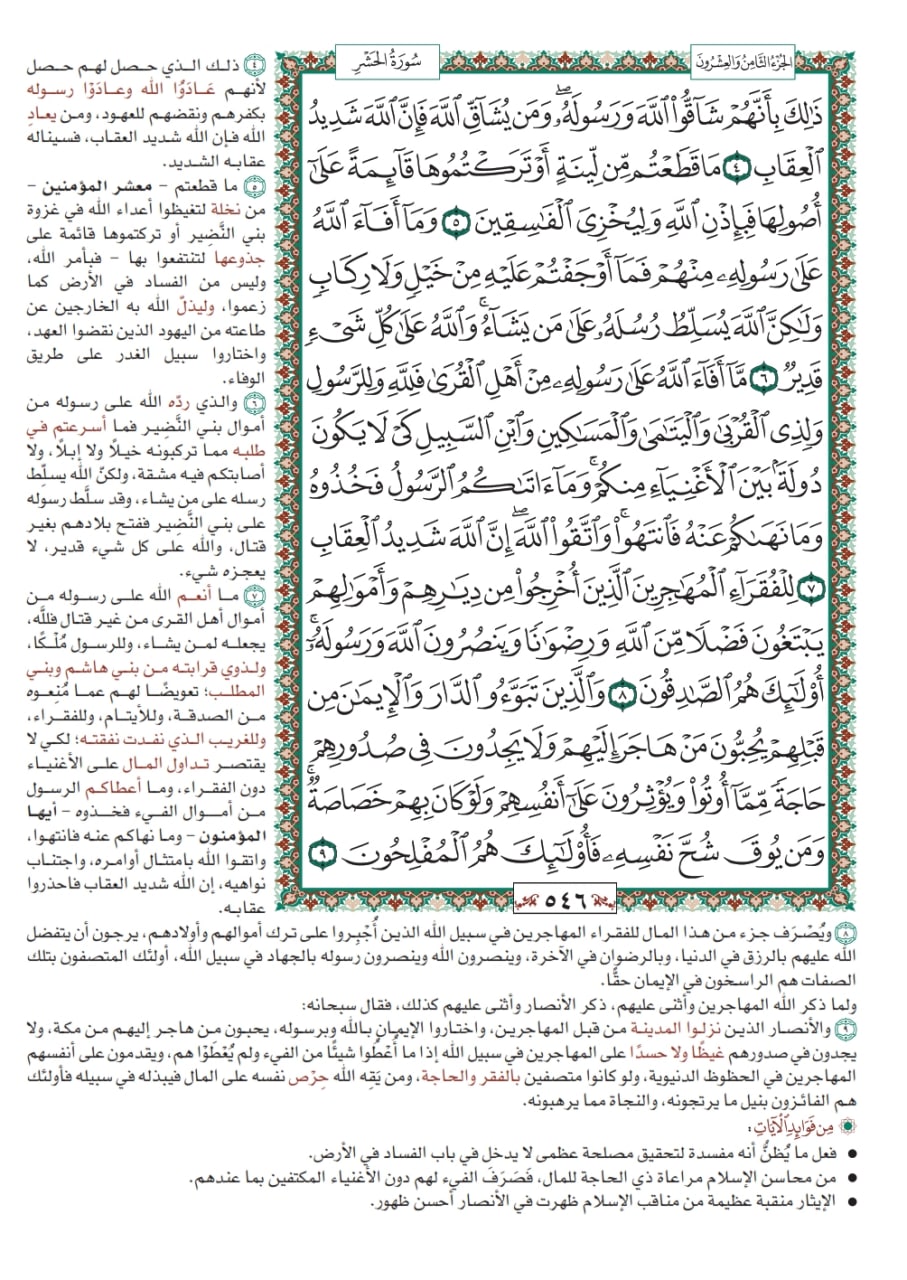 الجُزْءُ الثَّامِنُ وَالعِشْرُونَ
سُورَةُ الحَشْرِ
ذَٰلِكَ بِأَنَّهُمْ شَآقُّوا۟ ٱللَّهَ وَرَسُولَهُۥ ۖ وَمَن يُشَآقِّ ٱللَّهَ فَإِنَّ ٱللَّهَ شَدِيدُ
ٱلْعِقَابِ ٤ مَا قَطَعْتُم مِّن لِّينَةٍ أَوْ تَرَكْتُمُوهَا قَآئِمَةً عَلَىٰٓ
أُصُولِهَا فَبِإِذْنِ ٱللَّهِ وَلِيُخْزِىَ ٱلْفَـٰسِقِينَ ٥ وَمَآ أَفَآءَ ٱللَّهُ
عَلَىٰ رَسُولِهِۦ مِنْهُمْ فَمَآ أَوْجَفْتُمْ عَلَيْهِ مِنْ خَيْلٍ وَلَا رِكَابٍ
وَلَـٰكِنَّ ٱللَّهَ يُسَلِّطُ رُسُلَهُۥ عَلَىٰ مَن يَشَآءُ ۚ وَٱللَّهُ عَلَىٰ كُلِّ شَىْءٍ
قَدِيرٌ ٦ مَّآ أَفَآءَ ٱللَّهُ عَلَىٰ رَسُولِهِۦ مِنْ أَهْلِ ٱلْقُرَىٰ فَلِلَّهِ وَلِلرَّسُولِ
وَلِذِى ٱلْقُرْبَىٰ وَٱلْيَتَـٰمَىٰ وَٱلْمَسَـٰكِينِ وَٱبْنِ ٱلسَّبِيلِ كَىْ لَا يَكُونَ
دُولَةًۢ بَيْنَ ٱلْأَغْنِيَآءِ مِنكُمْ ۚ وَمَآ ءَاتَىٰكُمُ ٱلرَّسُولُ فَخُذُوهُ
وَمَا نَهَىٰكُمْ عَنْهُ فَٱنتَهُوا۟ ۚ وَٱتَّقُوا۟ ٱللَّهَ ۖ إِنَّ ٱللَّهَ شَدِيدُ ٱلْعِقَابِ
٧ لِلْفُقَرَآءِ ٱلْمُهَـٰجِرِينَ ٱلَّذِينَ أُخْرِجُوا۟ مِن دِيَـٰرِهِمْ وَأَمْوَٰلِهِمْ
يَبْتَغُونَ فَضْلًا مِّنَ ٱللَّهِ وَرِضْوَٰنًا وَيَنصُرُونَ ٱللَّهَ وَرَسُولَهُۥٓ ۚ
أُو۟لَـٰٓئِكَ هُمُ ٱلصَّـٰدِقُونَ ٨ وَٱلَّذِينَ تَبَوَّءُو ٱلدَّارَ وَٱلْإِيمَـٰنَ مِن
قَبْلِهِمْ يُحِبُّونَ مَنْ هَاجَرَ إِلَيْهِمْ وَلَا يَجِدُونَ فِى صُدُورِهِمْ
حَاجَةً مِّمَّآ أُوتُوا۟ وَيُؤْثِرُونَ عَلَىٰٓ أَنفُسِهِمْ وَلَوْ كَانَ بِهِمْ خَصَاصَةٌ ۚ
وَمَن يُوقَ شُحَّ نَفْسِهِۦ فَأُو۟لَـٰٓئِكَ هُمُ ٱلْمُفْلِحُونَ ٩
٥٤٦
٤ ذلك الذي حصل لهم حصل
لأنهم عَادَوُا الله وعادَوْا رسوله
بكفرهم ونقضهم للعهود، ومن يعادِ
الله فإن الله شديد العقاب، فسيناله
عقابه الشديد.
٥ ما قطعتم – معشر المؤمنين –
من نخلة لتغيظوا أعداء الله في غزوة
بني النَّضِير أو تركتموها قائمة على
جذوعها لتنتفعوا بها – فبأمر الله،
وليس من الفساد في الأرض كما
زعموا، وليذلّ الله به الخارجين عن
طاعته من اليهود الذين نقضوا العهد،
واختاروا سبيل الغدر على طريق
الوفاء.
٦ والذي ردّه الله على رسوله من
أموال بني النَّضِير فما أسرعتم في
طلبه مما تركبونه خيلًا ولا إبلًا، ولا
أصابتكم فيه مشقة، ولكنّ الله يسلّط
رسله على من يشاء، وقد سلَّط رسوله
على بني النَّضِير ففتح بلادهم بغير
قتال، والله على كل شيء قدير، لا
يعجزه شيء.
٧ ما أنعم الله على رسوله من
أموال أهل القرى من غير قتال فللَّه،
يجعله لمن يشاء، وللرسول مُلْكًا،
ولذوي قرابته من بني هاشم وبني
المطلب؛ تعويضًا لهم عما مُنِعوه
من الصدقة، وللأيتام، وللفقراء،
وللغريب الذي نفدت نفقته؛ لكي لا
يقتصر تداول المال على الأغنياء
دون الفقراء، وما أعطاكم الرسول
من أموال الفيء فخذوه – أيها
المؤمنون – وما نهاكم عنه فانتهوا،
واتقوا الله بامتثال أوامره، واجتناب
نواهيه، إن الله شديد العقاب فاحذروا
عقابه.
٨ ويُصْرَف جزء من هذا المال للفقراء المهاجرين في سبيل الله الذين أُجْبِروا على ترك أموالهم وأولادهم، يرجون أن يتفضل
الله عليهم بالرزق في الدنيا، وبالرضوان في الآخرة، وينصرون الله وينصرون رسوله بالجهاد في سبيل الله، أولئك المتصفون بتلك
الصفات هم الراسخون في الإيمان حقًّا.
ولما ذكر الله المهاجرين وأثنى عليهم، ذكر الأنصار وأثنى عليهم كذلك، فقال سبحانه:
٩ والأنصار الذين نزلوا المدينة من قبل المهاجرين، واختاروا الإيمان بالله وبرسوله، يحبون من هاجر إليهم من مكة، ولا
يجدون في صدورهم غيظًا ولا حسدًا على المهاجرين في سبيل الله إذا ما أُعْطُوا شيئًا من الفيء ولم يُعْطَوْا هم، ويقدمون على أنفسهم
المهاجرين في الحظوظ الدنيوية، ولو كانوا متصفين بالفقر والحاجة، ومن يَقِه الله حِرْص نفسه على المال فيبذله في سبيله فأولئك
هم الفائزون بنيل ما يرتجونه، والنجاة مما يرهبونه.
مِن فَوَائِدِ الآيَاتِ:
• فعل ما يُظنُّ أنه مفسدة لتحقيق مصلحة عظمى لا يدخل في باب الفساد في الأرض.
• من محاسن الإسلام مراعاة ذي الحاجة للمال، فَصَرَفَ الفيء لهم دون الأغنياء المكتفين بما عندهم.
• الإيثار منقبة عظيمة من مناقب الإسلام ظهرت في الأنصار أحسن ظهور.